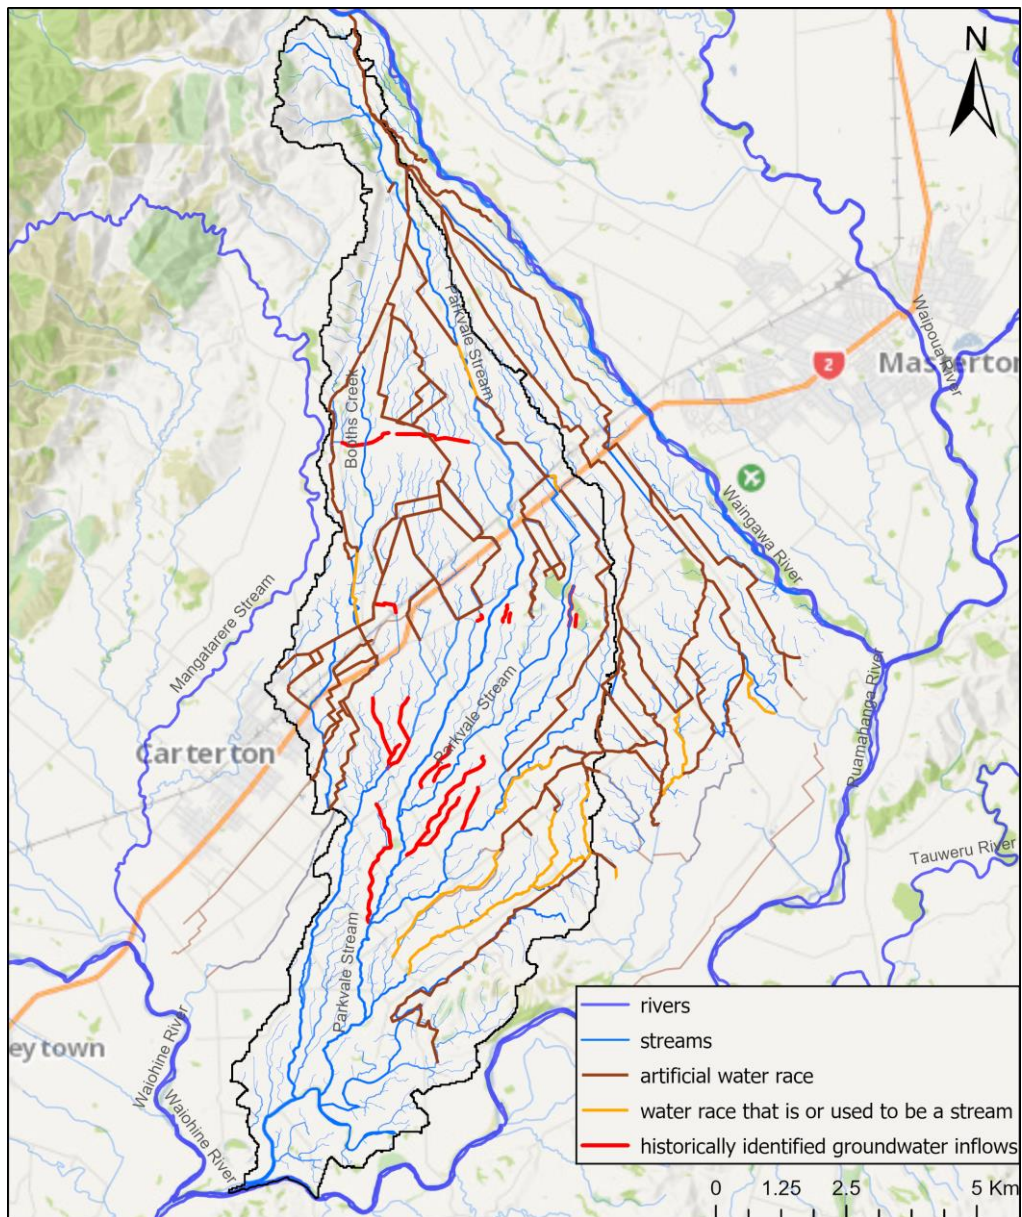 N
Parkvale Stream
Waipoua River
2
Masterton
Booths Creek
Waingawa River
Mangatarere Stream
Parkvale Stream
Ruamahanga River
Carterton
Tauweru River
Parkvale Stream
eytown
Waiohine River
Waiohine River
rivers
streams
artificial water race
water race that is or used to be a stream
historically identified groundwater inflows
0 1.25 2.5 5 Km